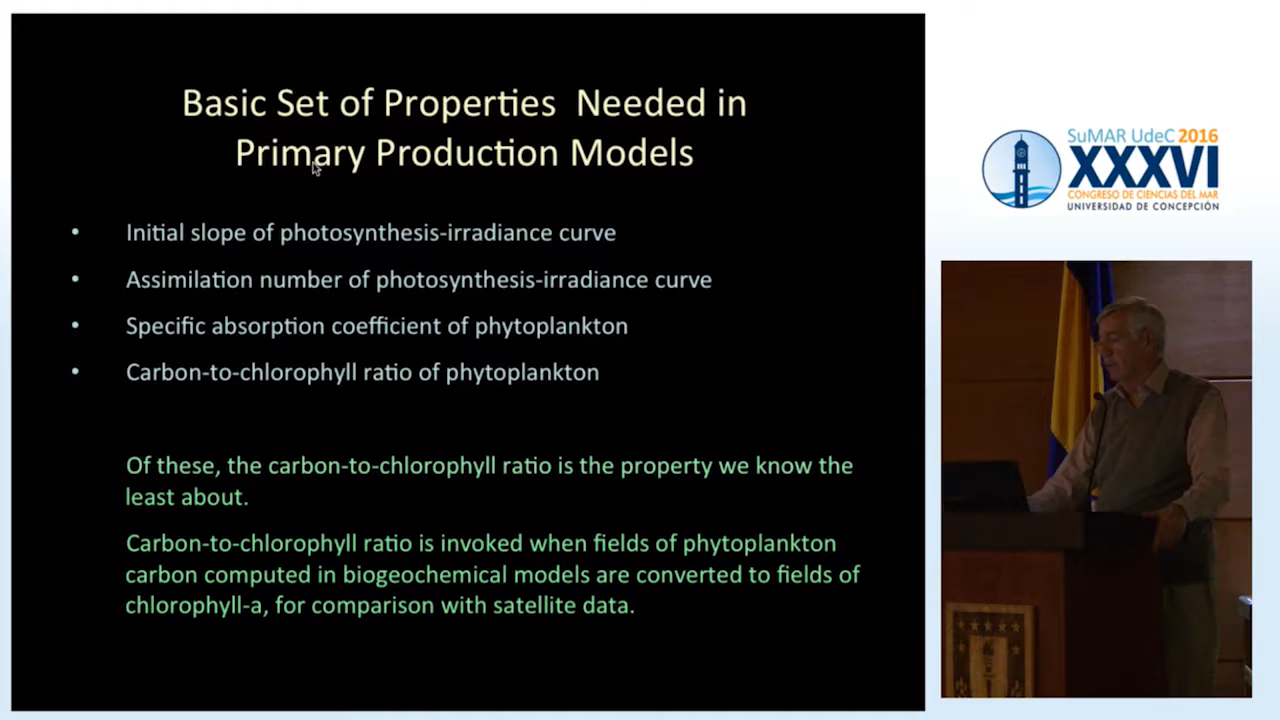 Basic Set of Properties Needed in
Primary Production Models
• Initial slope of photosynthesis-irradiance curve
• Assimilation number of photosynthesis-irradiance curve
• Specific absorption coefficient of phytoplankton
• Carbon-to-chlorophyll ratio of phytoplankton
Of these, the carbon-to-chlorophyll ratio is the property we know the
least about.
Carbon-to-chlorophyll ratio is invoked when fields of phytoplankton
carbon computed in biogeochemical models are converted to fields of
chlorophyll-a, for comparison with satellite data.
SuMAR UdeC 2016
XXXVI
CONGRESO DE CIENCIAS DEL MAR
UNIVERSIDAD DE CONCEPCIÓN